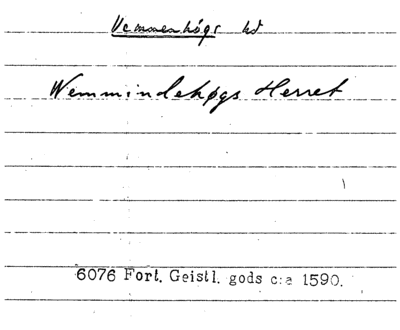 Vemmenhögs hd
Wemmindehøgs Herret
6076 Fort. Geistl. gods c:a 1590.